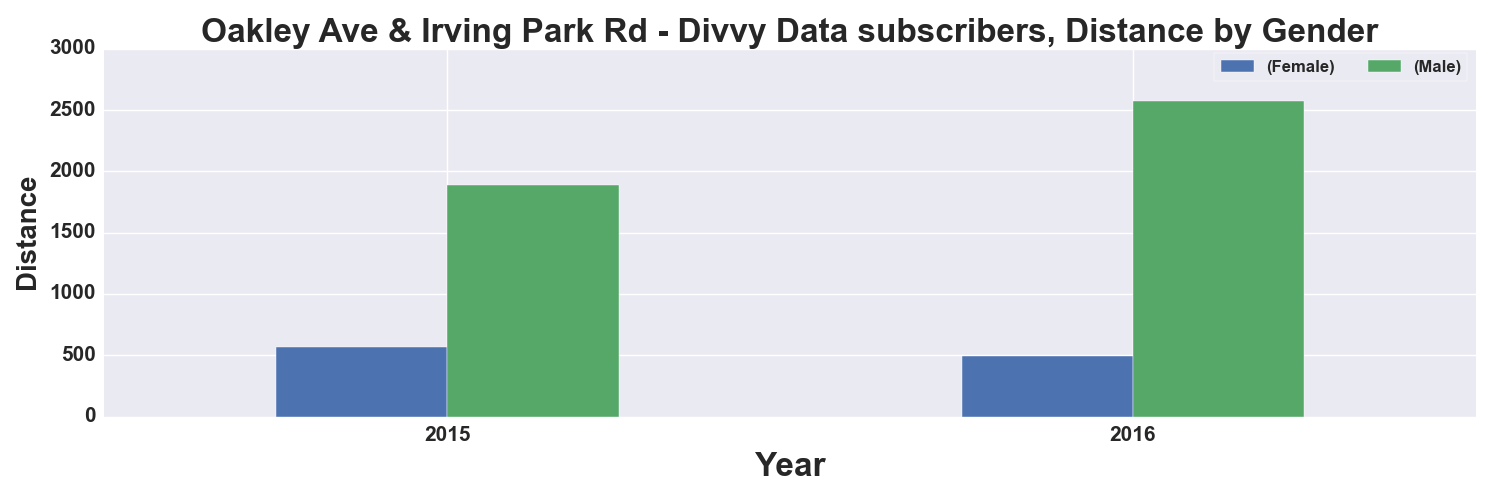 Oakley Ave & Irving Park Rd - Divvy Data subscribers, Distance by Gender
3000
2500
2000
1500
1000
500
0
Distance
(Female)
(Male)
2015
2016
Year